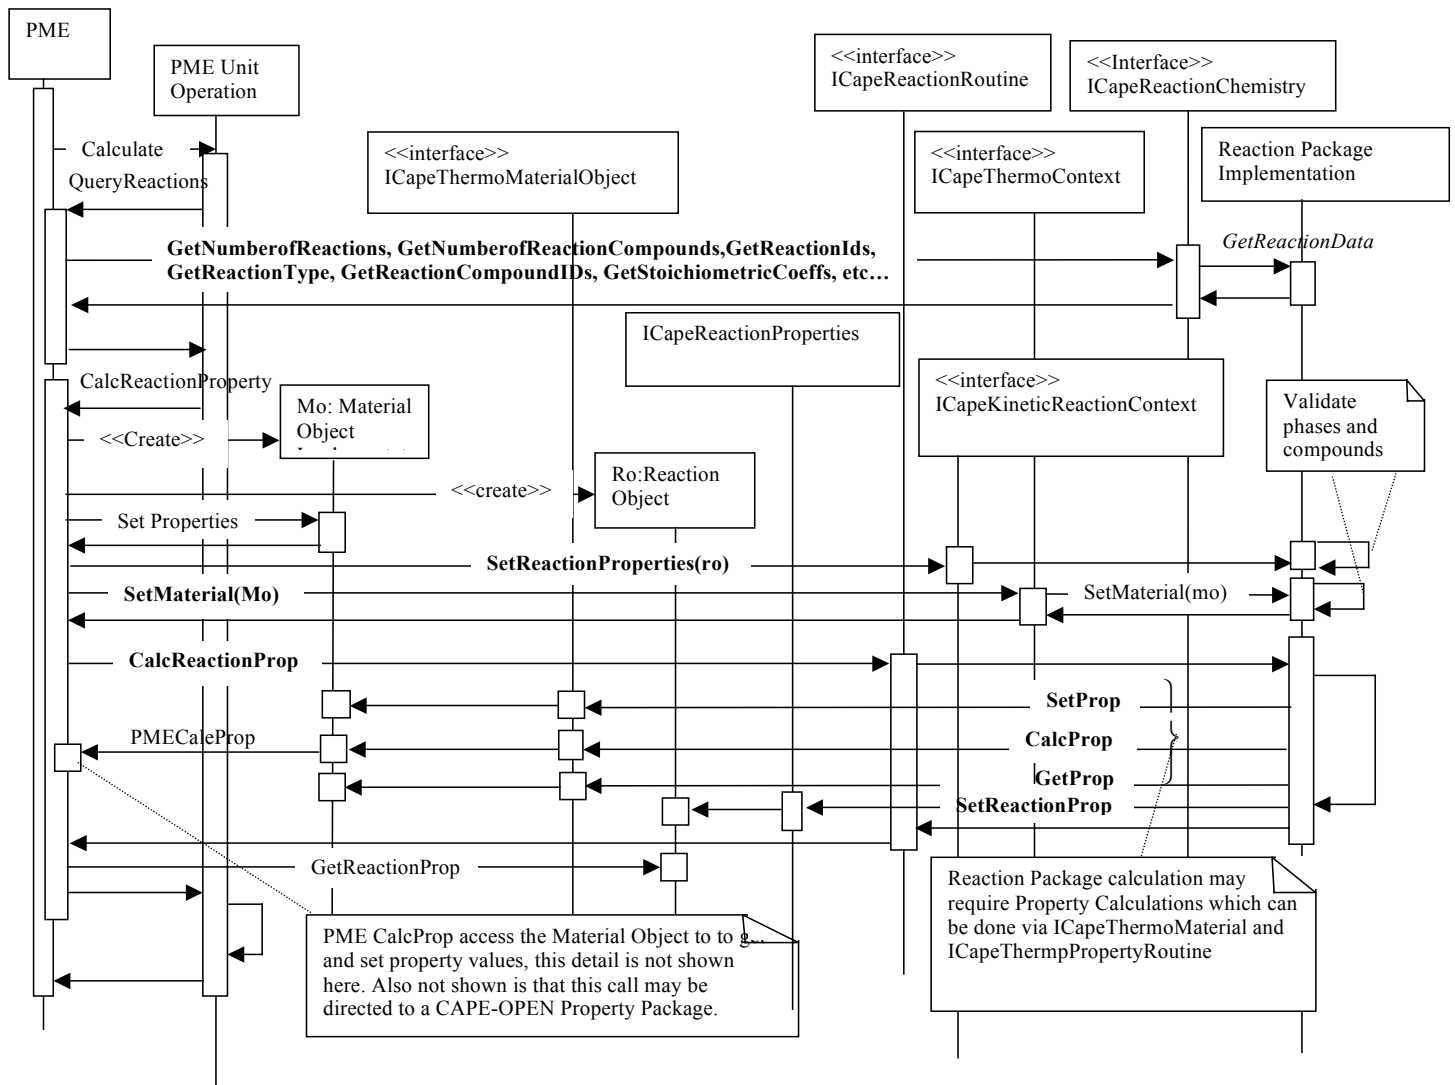 PME
PME Unit
Operation
<<interface>>
ICapeReactionRoutine
<<Interface>>
ICapeReactionChemistry
<<interface>>
ICapeThermoMaterialObject
<<interface>>
ICapeThermoContext
Reaction Package
Implementation
Calculate
QueryReactions
GetNumberofReactions, GetNumberofReactionCompounds,GetReactionIds,
GetReactionType, GetReactionCompoundIDs, GetStoichiometricCoeffs, etc…
GetReactionData
ICapeReactionProperties
CalcReactionProperty
<<interface>>
ICapeKineticReactionContext
Validate
phases and
compounds
Mo: Material
Object
<<Create>>
Ro:Reaction
Object
<<create>>
Set Properties
SetReactionProperties(ro)
SetMaterial(Mo)
SetMaterial(mo)
CalcReactionProp
SetProp
PMECaleProp
CalcProp
GetProp
SetReactionProp
GetReactionProp
Reaction Package calculation may
require Property Calculations which can
be done via ICapeThermoMaterial and
ICapeThermpPropertyRoutine
PME CalcProp access the Material Object to to
and set property values, this detail is not shown
here. Also not shown is that this call may be
directed to a CAPE-OPEN Property Package.